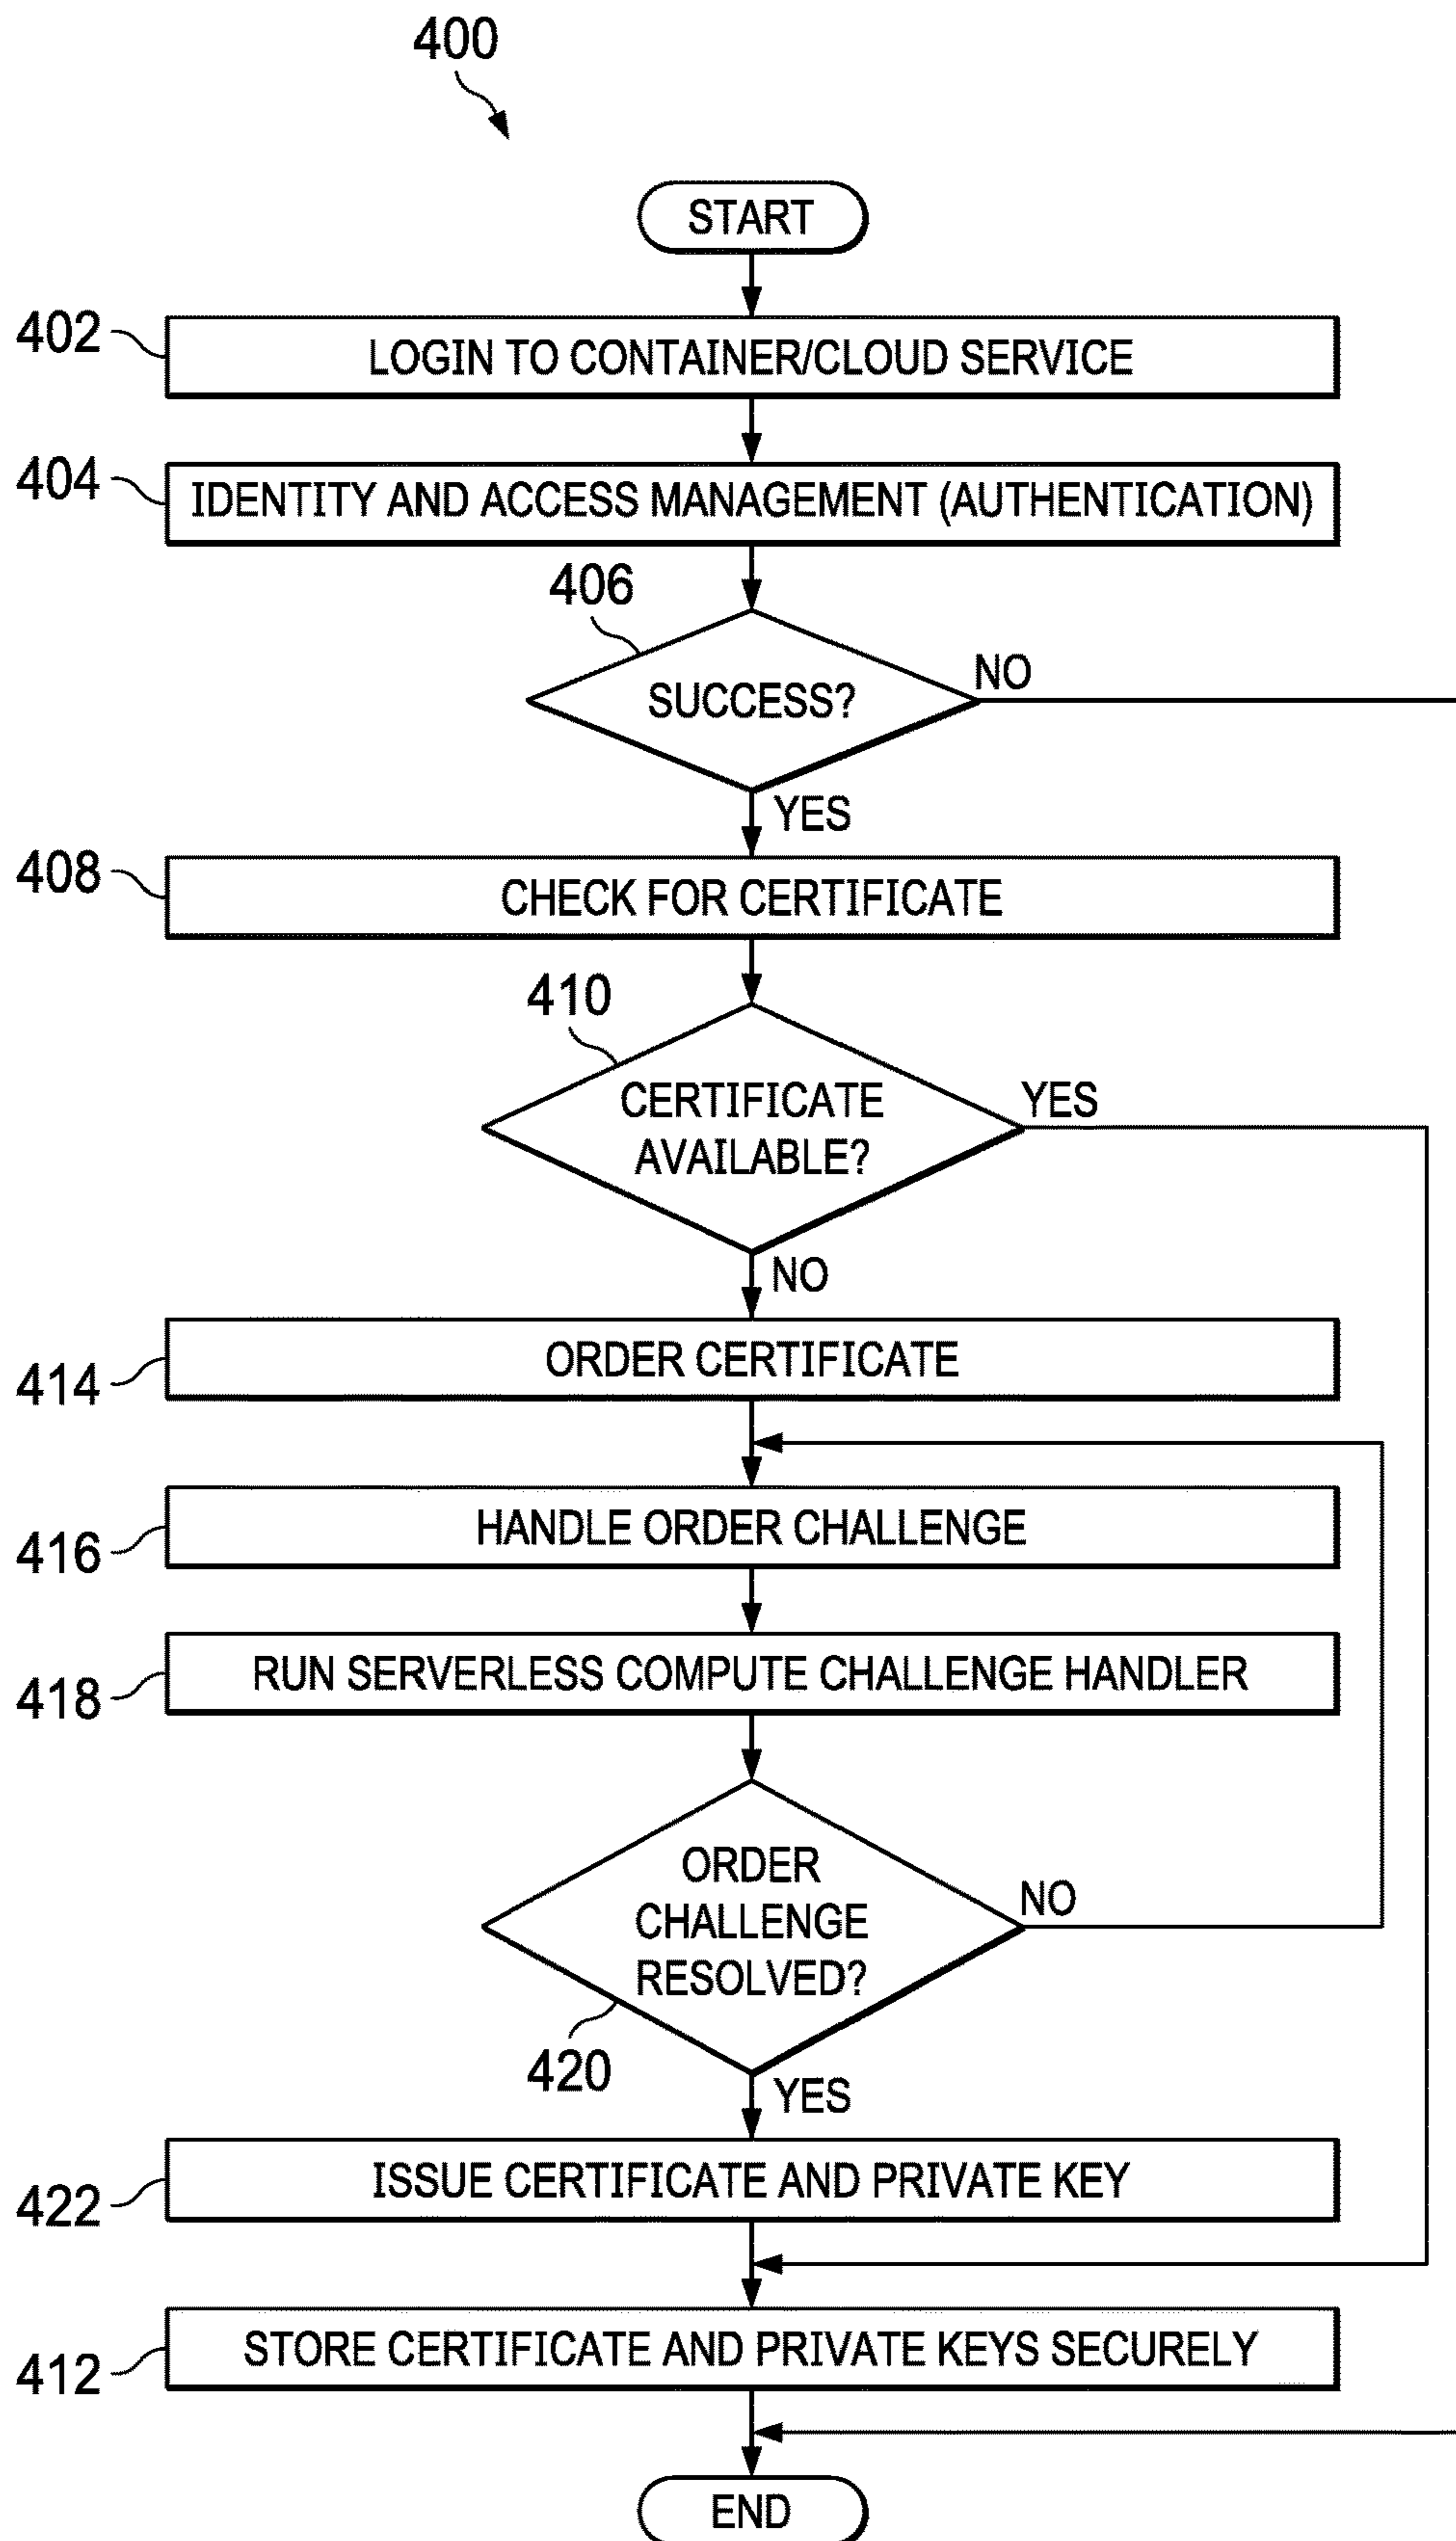 400
START
402
LOGIN TO CONTAINER/CLOUD SERVICE
404
IDENTITY AND ACCESS MANAGEMENT (AUTHENTICATION)
406
SUCCESS?
NO
YES
408
CHECK FOR CERTIFICATE
410
CERTIFICATE
AVAILABLE?
YES
NO
414
ORDER CERTIFICATE
416
HANDLE ORDER CHALLENGE
418
RUN SERVERLESS COMPUTE CHALLENGE HANDLER
ORDER
CHALLENGE
RESOLVED?
NO
420
YES
422
ISSUE CERTIFICATE AND PRIVATE KEY
412
STORE CERTIFICATE AND PRIVATE KEYS SECURELY
END